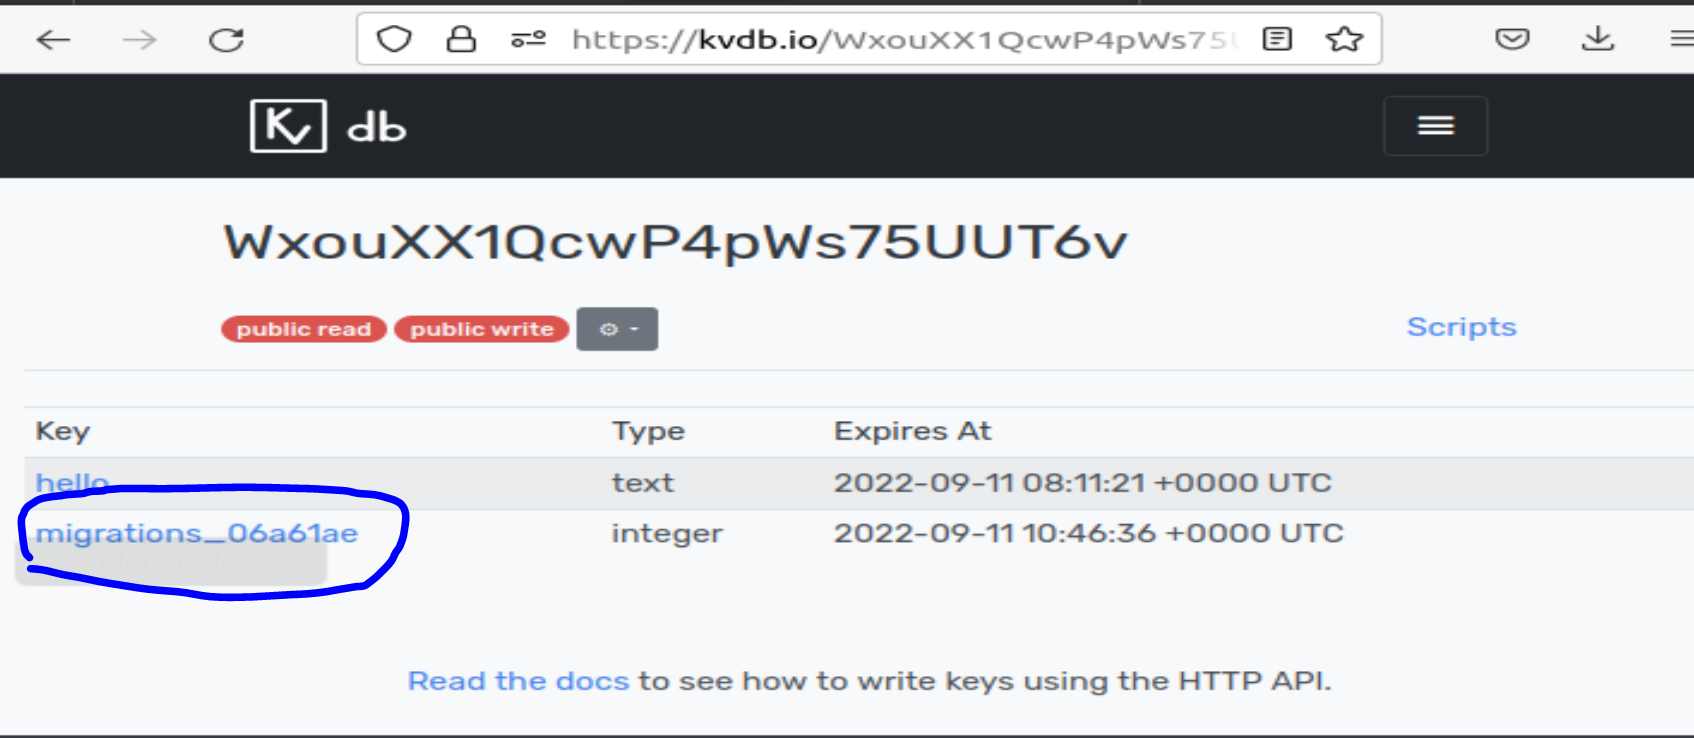 https://kvdb.io/WxouXX1QcwP4pWs75U
Kv db
WxouXX1QcwP4pWs75UUT6v
public read public write Scripts
Key Type Expires At
hello text 2022-09-11 08:11:21 +0000 UTC
migrations_06a61ae integer 2022-09-11 10:46:36 +0000 UTC
Read the docs to see how to write keys using the HTTP API.